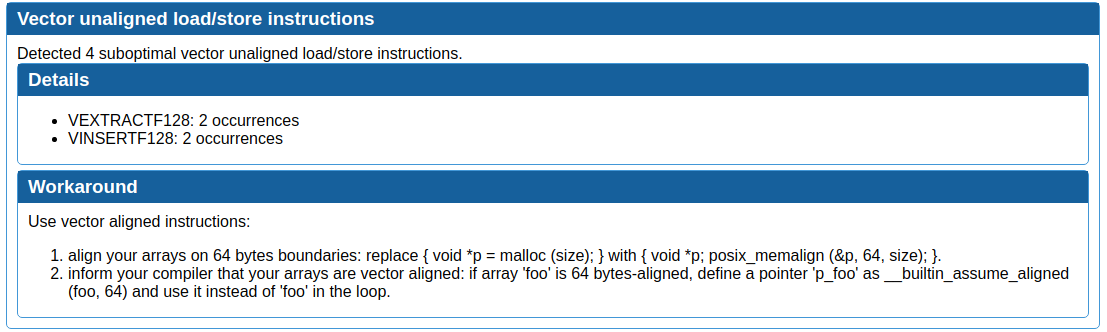 Vector unaligned load/store instructions
Detected 4 suboptimal vector unaligned load/store instructions.
Details
• VEXTRACTF128: 2 occurrences
• VINSERTF128: 2 occurrences
Workaround
Use vector aligned instructions:
1. align your arrays on 64 bytes boundaries: replace { void *p = malloc (size); } with { void *p; posix_memalign (&p, 64, size); }.
2. inform your compiler that your arrays are vector aligned: if array 'foo' is 64 bytes-aligned, define a pointer 'p_foo' as __builtin_assume_aligned
(foo, 64) and use it instead of 'foo' in the loop.